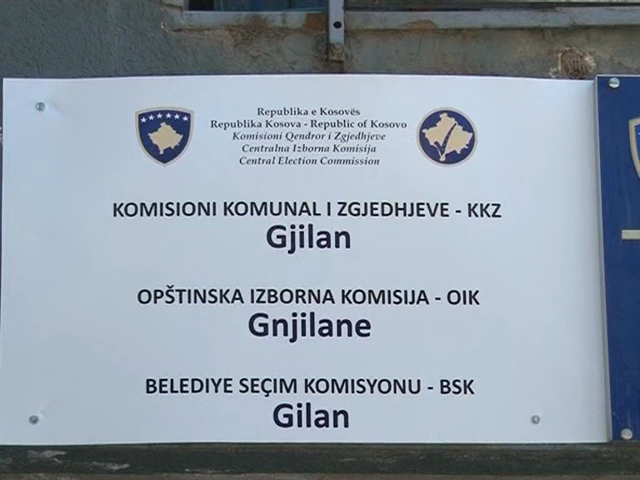 Republika e Kosovës
Republika Kosova - Republic of Kosovo
Komisioni Qendror i Zgjedhjeve
Centralna Izborna Komisija
Central Election Commission
KOMISIONI KOMUNAL I ZGJEDHJEVE - KKZ
Gjilan
OPŠTINSKA IZBORNA KOMISIJA - OIK
Gnjilane
BELEDIYE SEÇIM KOMISYONU - BSK
Gilan